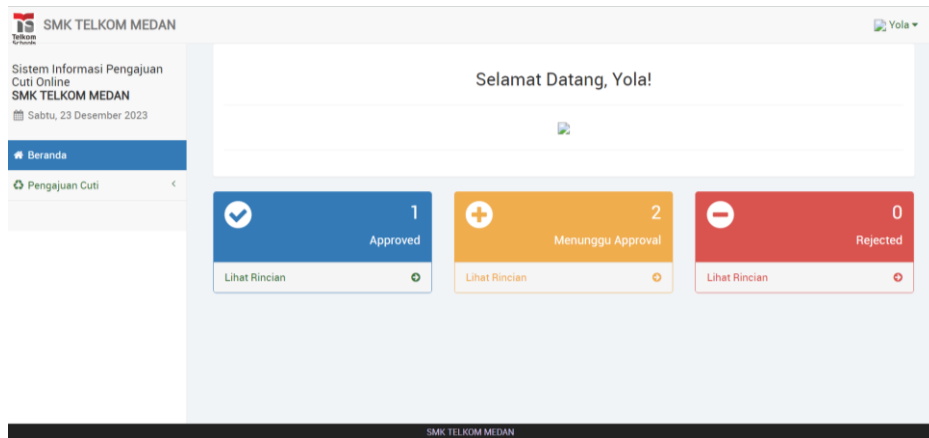 Telkom
Schools
SMK TELKOM MEDAN
Yola
Sistem Informasi Pengajuan
Cuti Online
SMK TELKOM MEDAN
Sabtu, 23 Desember 2023
Beranda
Pengajuan Cuti
Selamat Datang, Yola!
1
Approved
Lihat Rincian
2
Menunggu Approval
Lihat Rincian
0
Rejected
Lihat Rincian
SMK TELKOM MEDAN